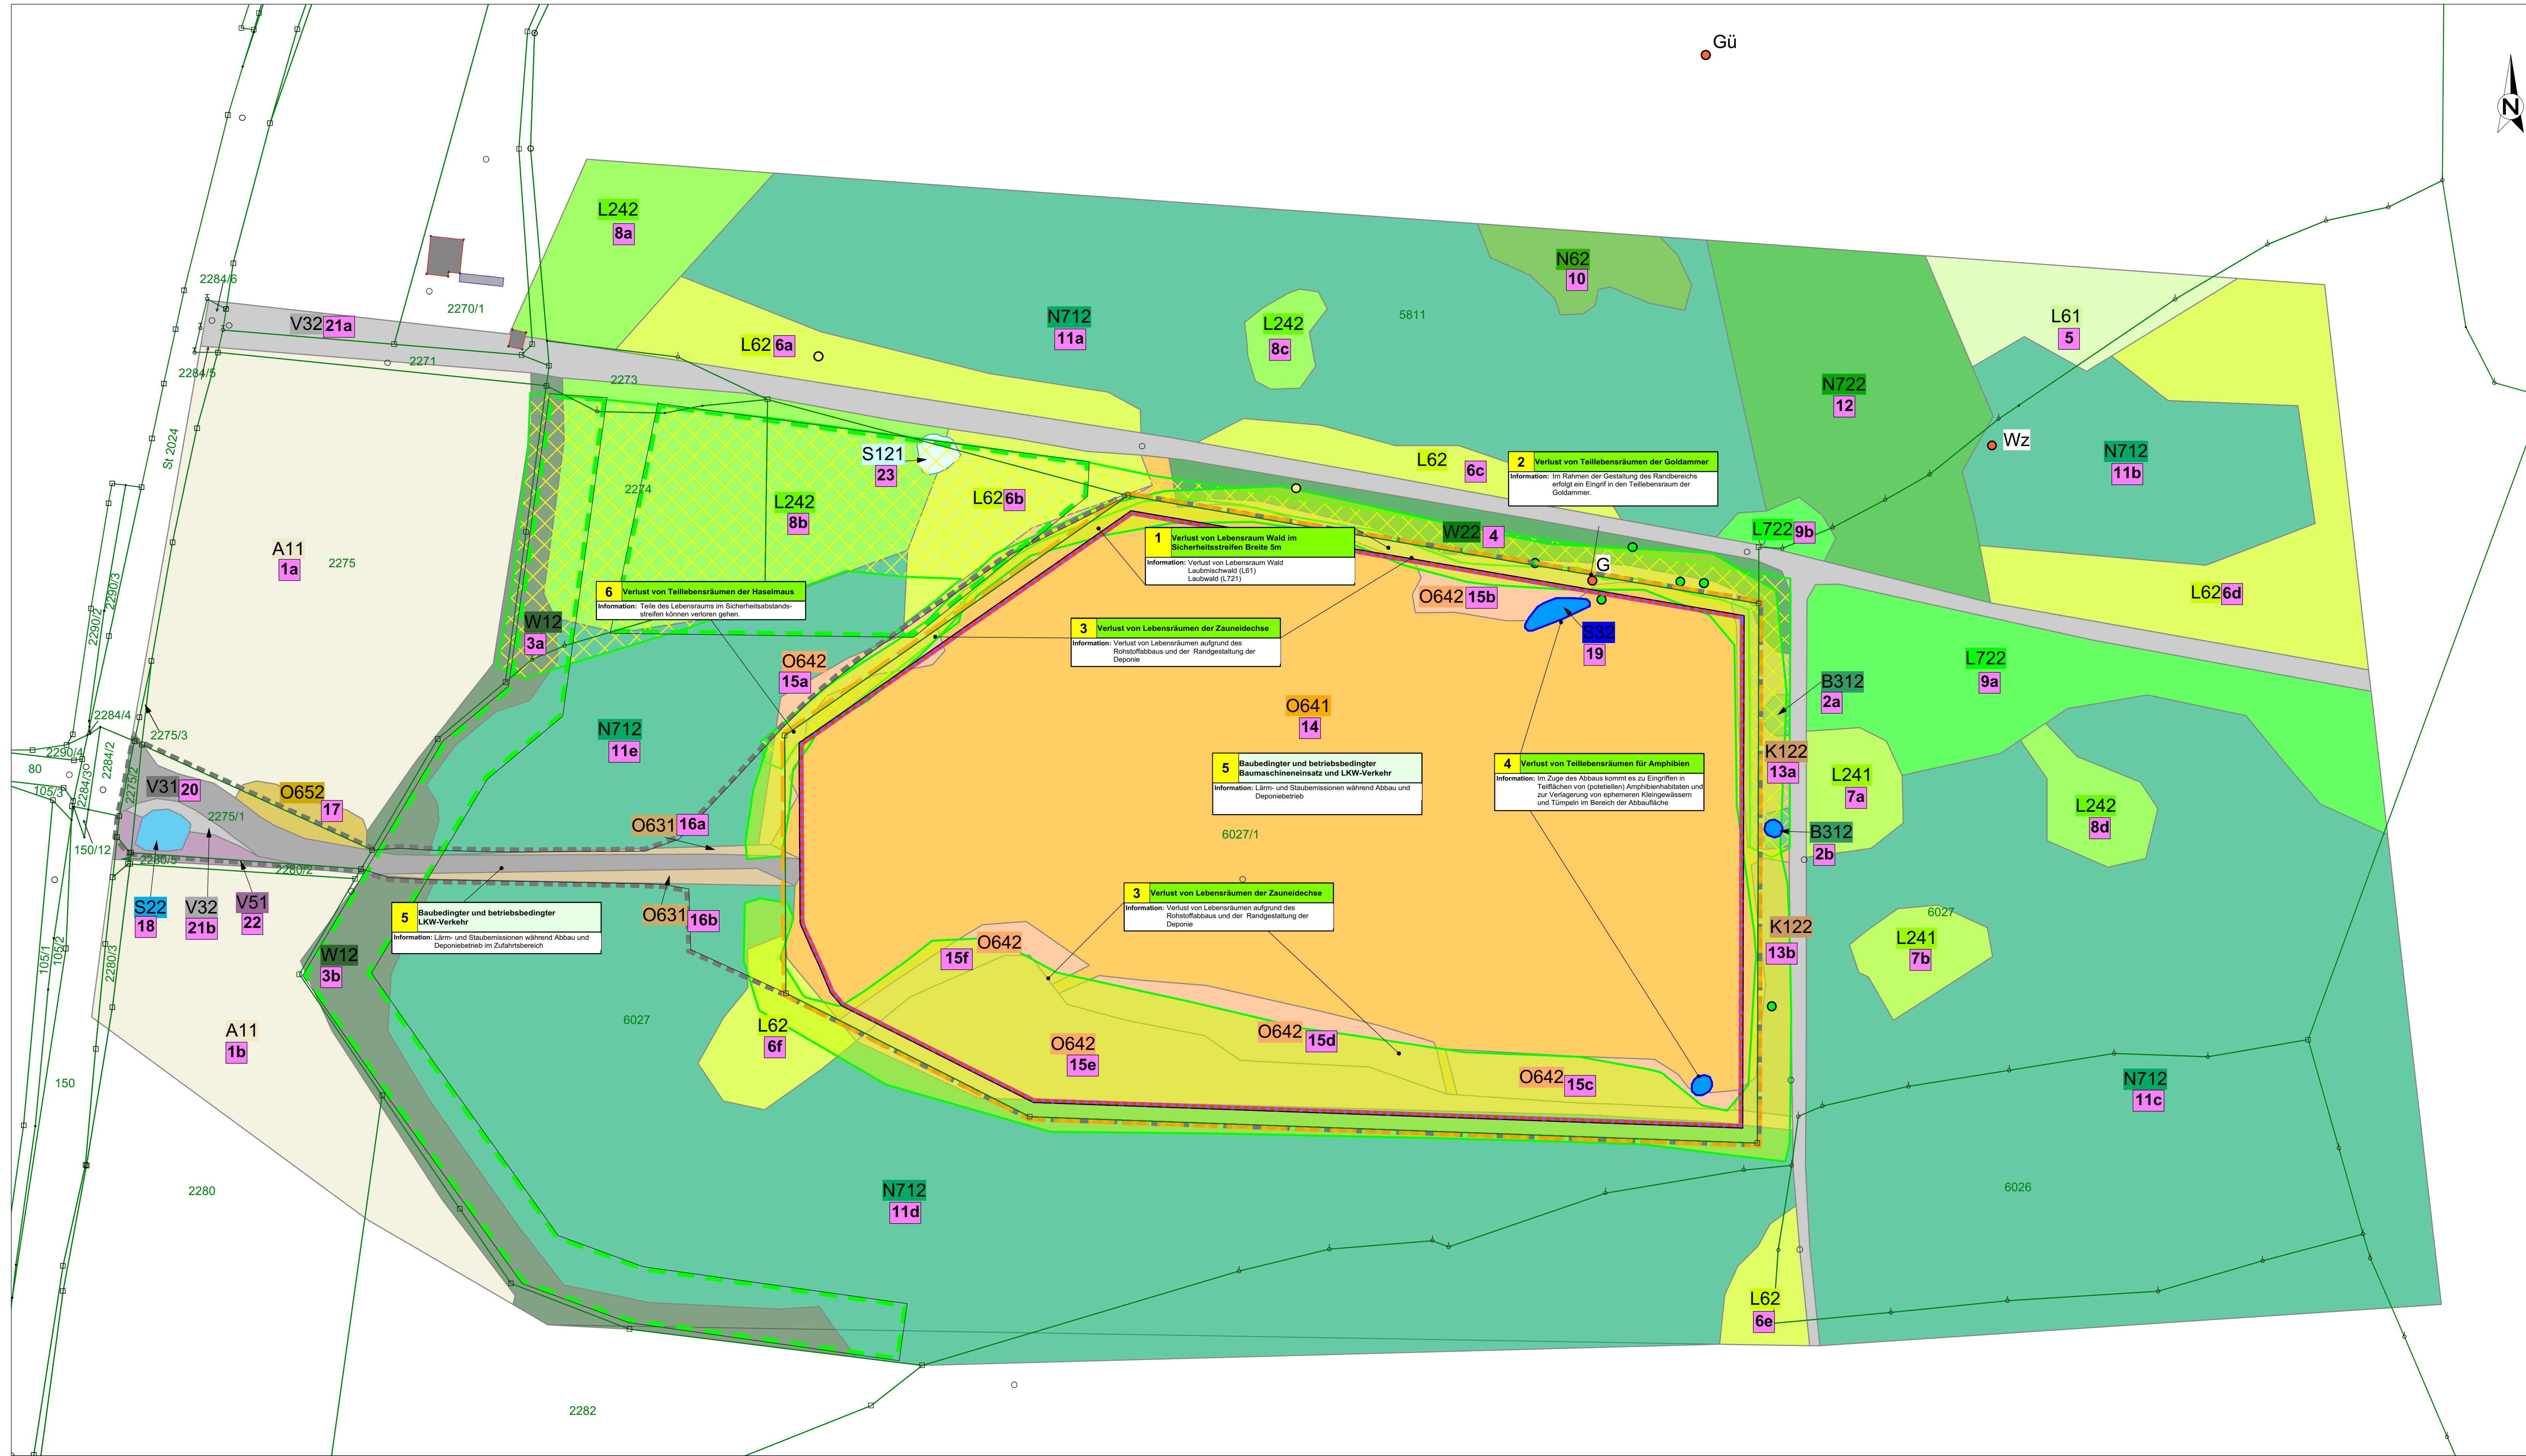 Gü
N
L242
8a
N62
10
2284/6
2270/1
V32 21a
N712
11a
L242
8c
5811
L61
5
L62 6a
2271
2284/5
2273
N722
12
St 2024
Wz
N712
11b
S121
23
L62 6c
2 Verlust von Teillebensräumen der Goldammer
Information: Im Rahmen der Gestaltung des Randbereichs
erfolgt ein Eingrif in den Teillebensraum der
Goldammer.
2274
L242
8b
L62 6b
W22 4
L722 9b
A11
1a
2275
1 Verlust von Lebensraum Wald im
Sicherheitsstreifen Breite 5m
Information: Verlust von Lebensraum Wald
Laubmischwald (L61)
Laubwald (L721)
G
2290/3
2290/2
6 Verlust von Teillebensräumen der Haselmaus
Information: Teile des Lebensraums im Sicherheitsabstands-
streifen können verloren gehen.
O642 15b
L62 6d
W12
3a
3 Verlust von Lebensräumen der Zauneidechse
Information: Verlust von Lebensräumen aufgrund des
Rohstoffabbaus und der Randgestaltung der
Deponie
S32
19
O642
15a
L722
9a
B312
2a
2284/4
O641
14
2275/3
N712
11e
2290/4
2284/2
K122
13a
80
5 Baubedingter und betriebsbedingter
Baumaschineneinsatz und LKW-Verkehr
Information: Lärm- und Staubemissionen während Abbau und
Deponiebetrieb
4 Verlust von Teillebensräumen für Amphibien
Information: Im Zuge des Abbaus kommt es zu Eingriffen in
Teilflächen von (potetiellen) Amphibienhabitaten und
zur Verlagerung von ephemeren Kleingewässern
und Tümpeln im Bereich der Abbaufläche
L241
7a
105/3
2284/3
2275/2
V31 20
O652
17
L242
8d
2275/1
O631 16a
6027/1
B312
2b
150/12
2280/5
2280/2
S22
18
V32
21b
V51
22
5 Baubedingter und betriebsbedingter
LKW-Verkehr
Information: Lärm- und Staubemissionen während Abbau und
Deponiebetrieb im Zufahrtsbereich
O631 16b
3 Verlust von Lebensräumen der Zauneidechse
Information: Verlust von Lebensräumen aufgrund des
Rohstoffabbaus und der Randgestaltung der
Deponie
6027
K122
13b
L241
7b
105/1
105/2
2280/3
W12
3b
O642
15f
6027
L62
6f
A11
1b
O642
15e
O642 15d
O642 15c
150
N712
11c
2280
N712
11d
6026
L62
6e
2282